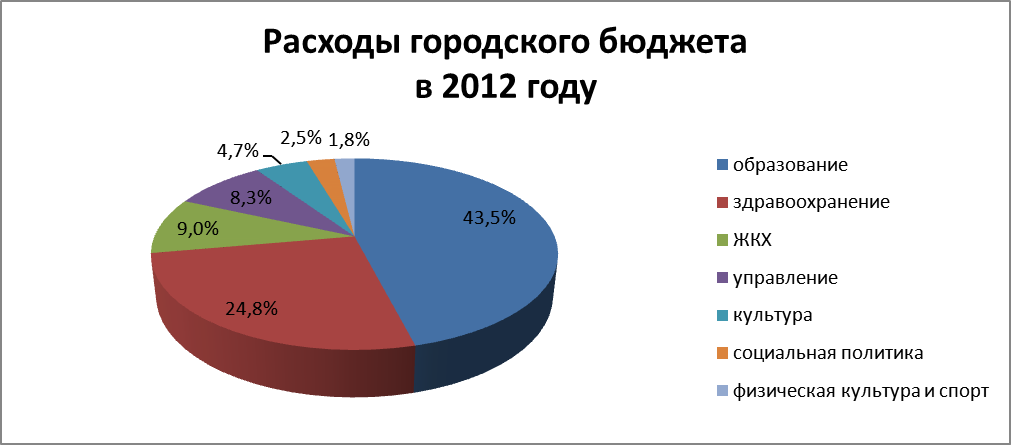 Расходы городского бюджета
в 2012 году
4,7%
2,5%
1,8%
8,3%
43,5%
9,0%
24,8%
образование
здравоохранение
ЖКХ
управление
культура
социальная политика
физическая культура и спорт